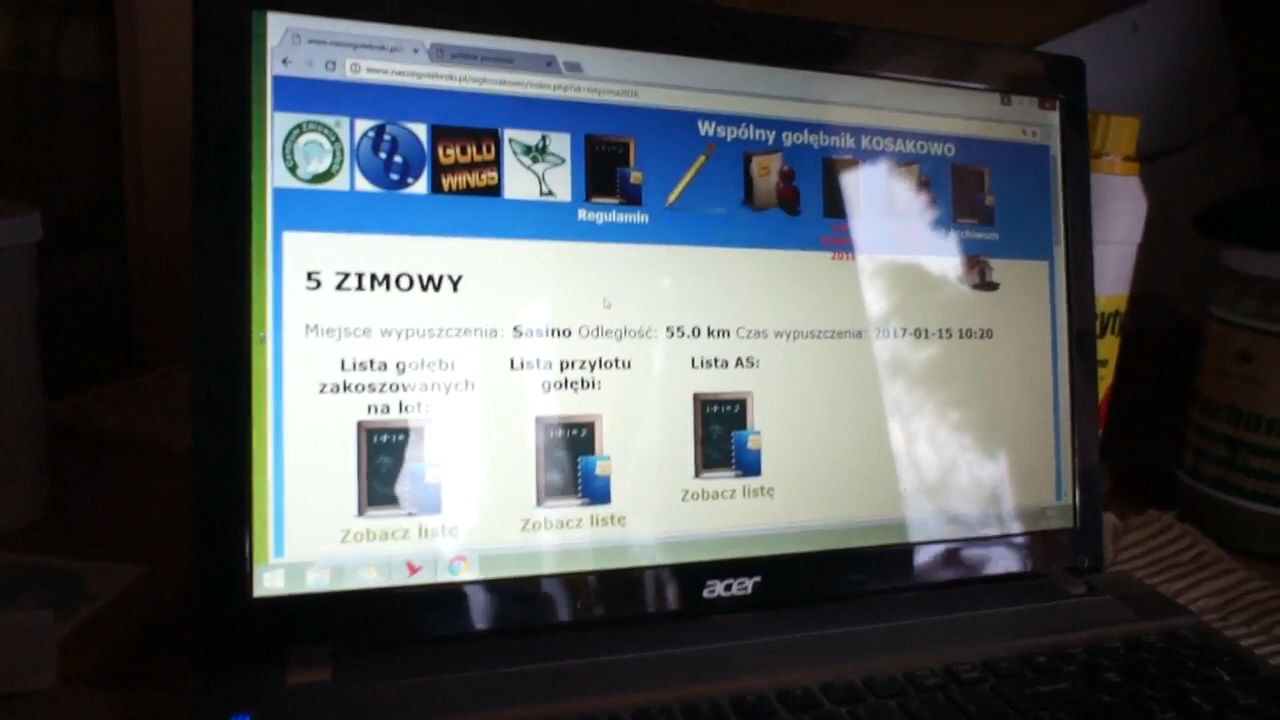 Wspólny gołębnik KOSAKOWO
GOLD
WINGS
Regulamin
5 ZIMOWY
Miejsce wypuszczenia: Sasino Odległość: 55.0 km Czas wypuszczenia: 2017-01-15 10:20
Lista gołębi
zakoszowanych
na lot:
Lista przylotu
gołębi:
Lista AS:
Zobacz listę
Zobacz listę
Zobacz listę
acer